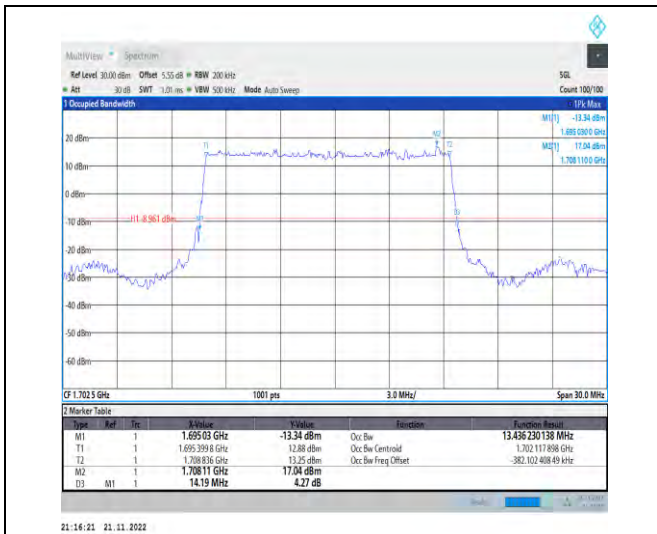 MultiView Spectrum
Ref Level 30.00 dBm Offset 5.55 dB RBW 200 kHz SGL
Att 30 dB SWT 1.01 ms VBW 500 kHz Mode Auto Sweep Count 100/100
1 Occupied Bandwidth 1Pk Max
M1[1] -13.34 dBm
1.695 030 0 GHz
M2[1] 17.04 dBm
1.708 110 0 GHz
20 dBm
T1 M2 T2
10 dBm
0 dBm
-10 dBm
H1 -8.961 dBm M1 D3
-20 dBm
-40 dBm
-50 dBm
-60 dBm
CF 1.702 5 GHz 1001 pts 3.0 MHz/ Span 30.0 MHz
2 Marker Table
Type Ref Trc X-Value Y-Value Function Function Result
M1 1 1.695 03 GHz -13.34 dBm Occ Bw 13.436 230 138 MHz
T1 1 1.695 399 8 GHz 12.88 dBm Occ Bw Centroid 1.702 117 898 GHz
T2 1 1.708 836 GHz 13.25 dBm Occ Bw Freq Offset -382.102 408 49 kHz
M2 1 1.708 11 GHz 17.04 dBm
D3 M1 1 14.19 MHz 4.27 dB
21:16:21 21.11.2022